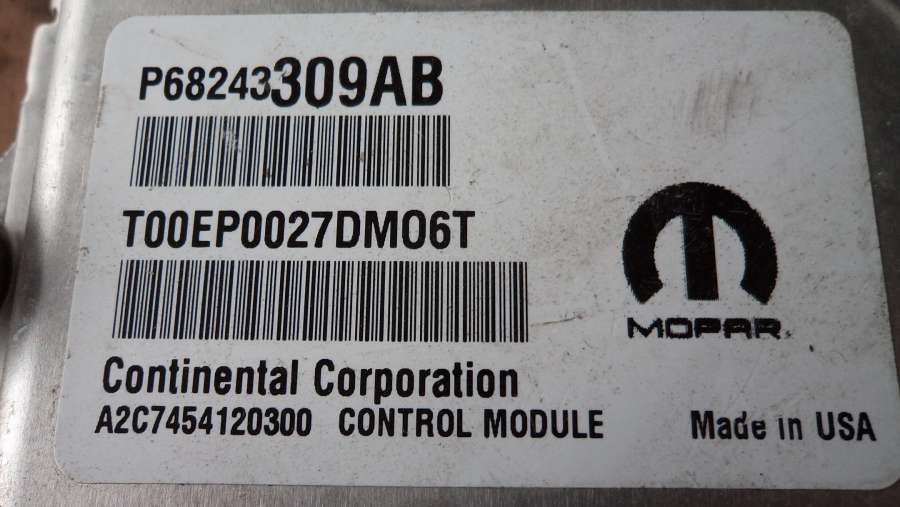 P68243309AB
T00EP0027DMO6T
MOPAR
Continental Corporation
A2C7454120300 CONTROL MODULE Made in USA